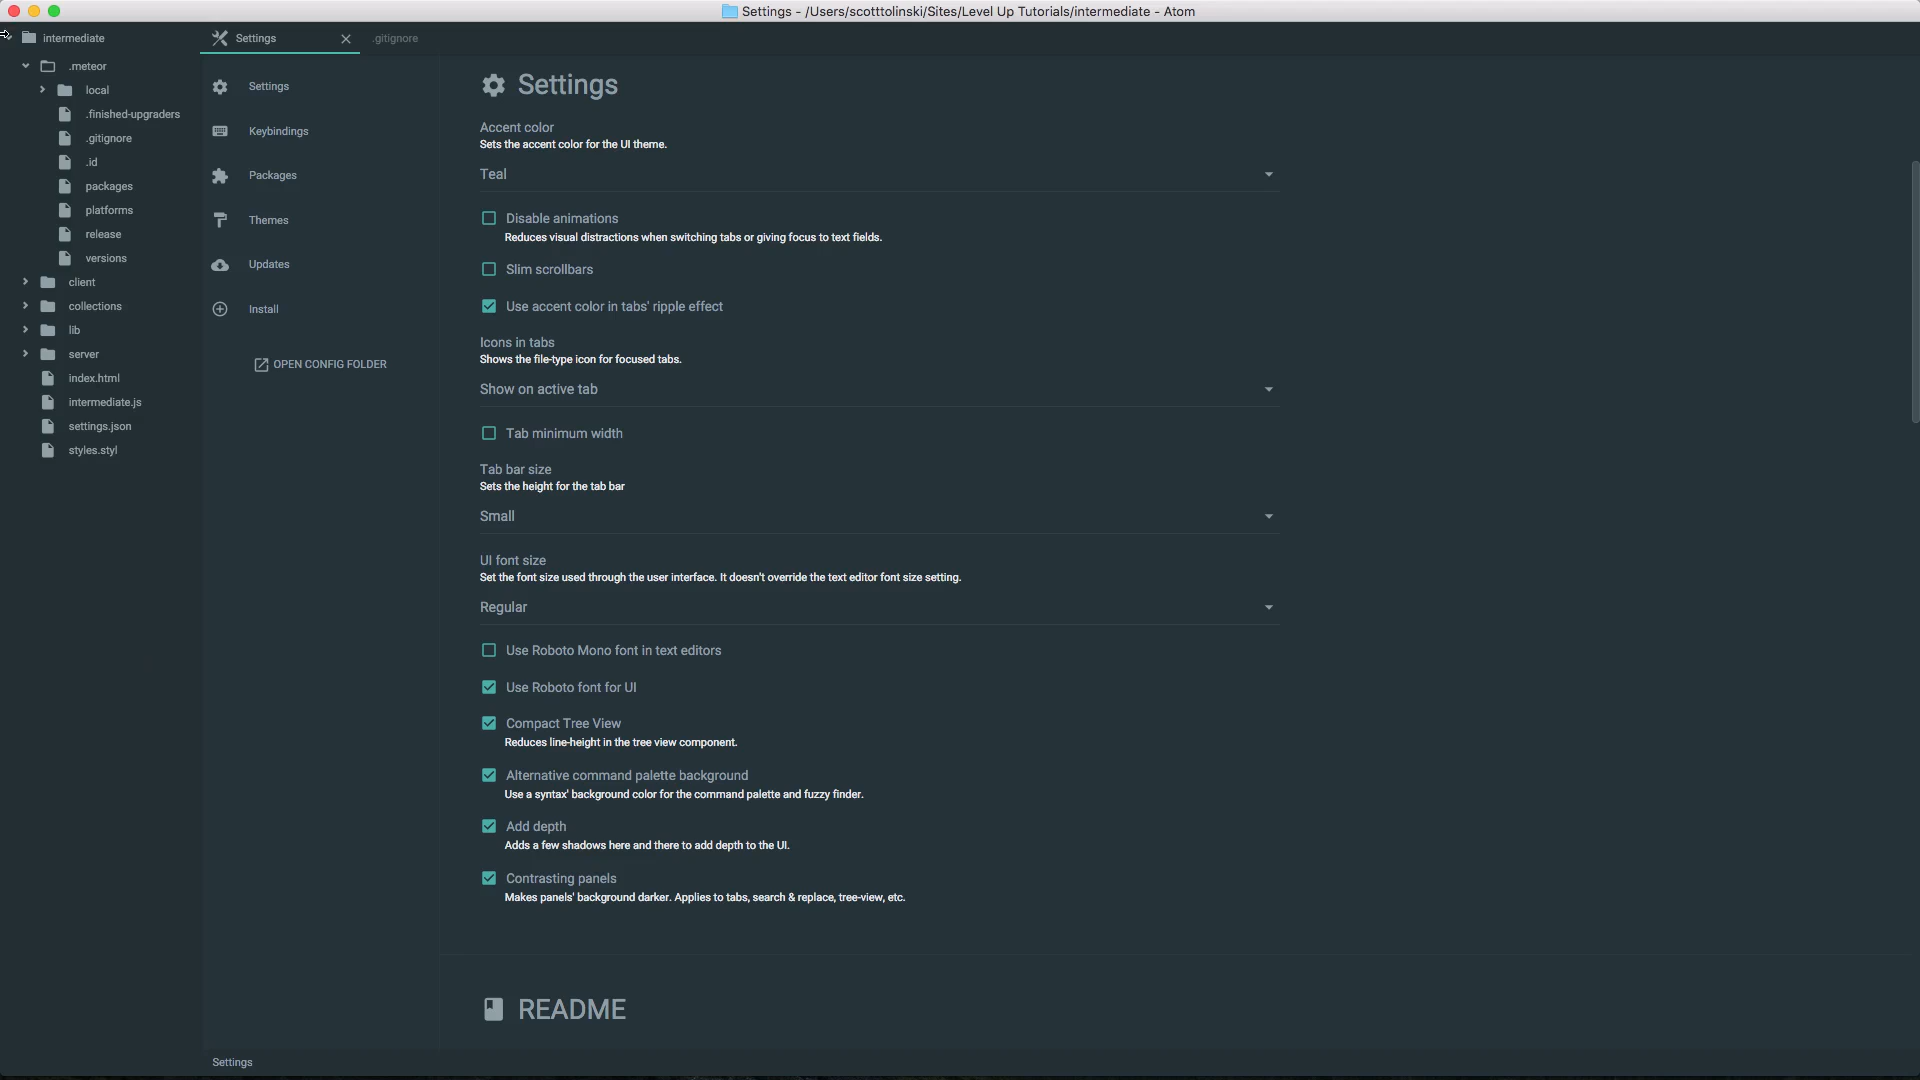 Settings - /Users/scotttolinski/Sites/Level Up Tutorials/intermediate - Atom
intermediate
.meteor
local
.finished-upgraders
.gitignore
.id
packages
platforms
release
versions
client
collections
lib
server
index.html
intermediate.js
settings.json
styles.styl
Settings
.gitignore
Settings
Keybindings
Packages
Themes
Updates
Install
OPEN CONFIG FOLDER
Settings
Accent color
Sets the accent color for the UI theme.
Teal
Disable animations
Reduces visual distractions when switching tabs or giving focus to text fields.
Slim scrollbars
Use accent color in tabs' ripple effect
Icons in tabs
Shows the file-type icon for focused tabs.
Show on active tab
Tab minimum width
Tab bar size
Sets the height for the tab bar
Small
UI font size
Set the font size used through the user interface. It doesn't override the text editor font size setting.
Regular
Use Roboto Mono font in text editors
Use Roboto font for UI
Compact Tree View
Reduces line-height in the tree view component.
Alternative command palette background
Use a syntax' background color for the command palette and fuzzy finder.
Add depth
Adds a few shadows here and there to add depth to the UI.
Contrasting panels
Makes panels' background darker. Applies to tabs, search & replace, tree-view, etc.
README
Settings